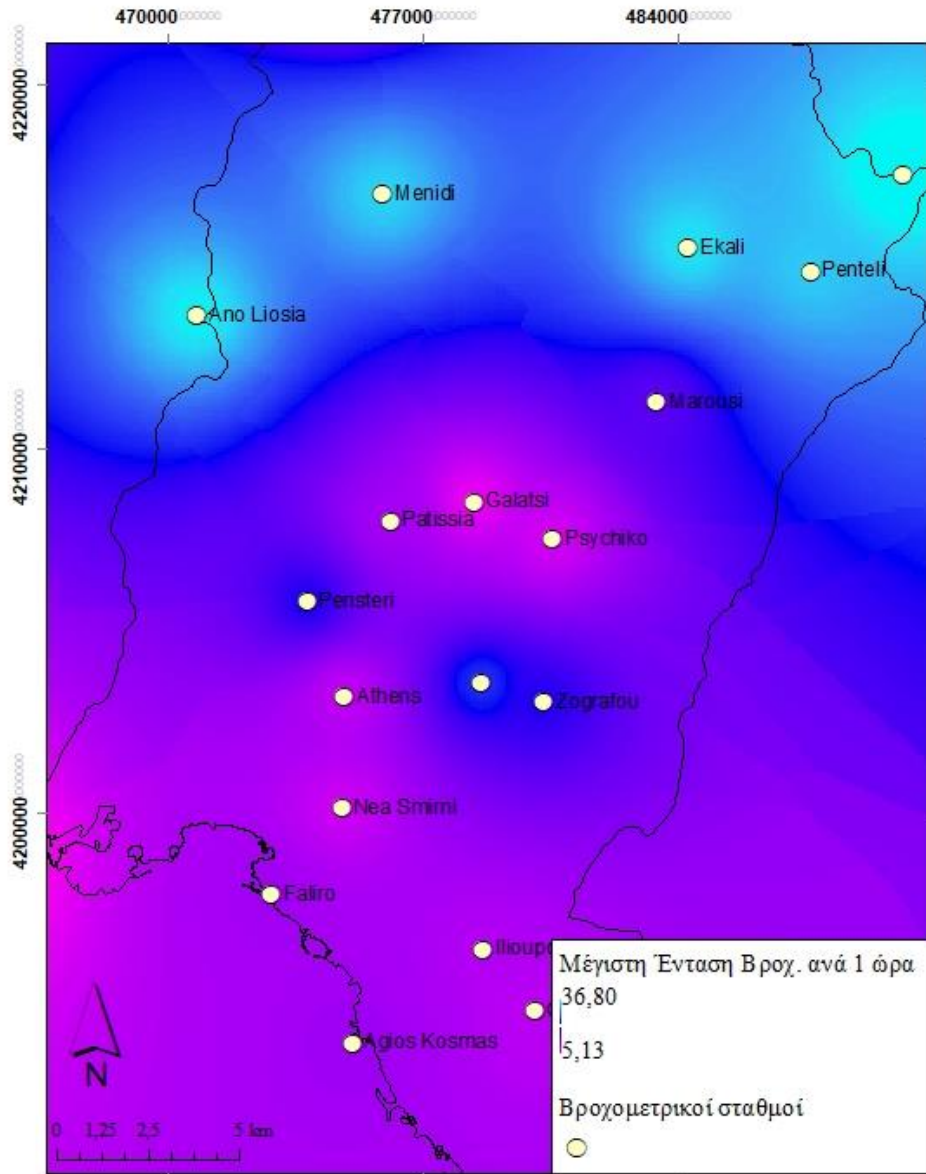 470000 477000 484000
4220000
4210000
4200000
Menidi
Ekali
Penteli
Ano Liosia
Marousi
Galatsi
Patissia
Psychiko
Peristeri
Athens
Zografou
Nea Smirni
Faliro
Ilioupo
Agios Kosmas
N
0 1,25 2,5 5 km
Μέγιστη Ένταση Βροχ. ανά 1 ώρα
36,80
5,13
Βροχομετρικοί σταθμοί